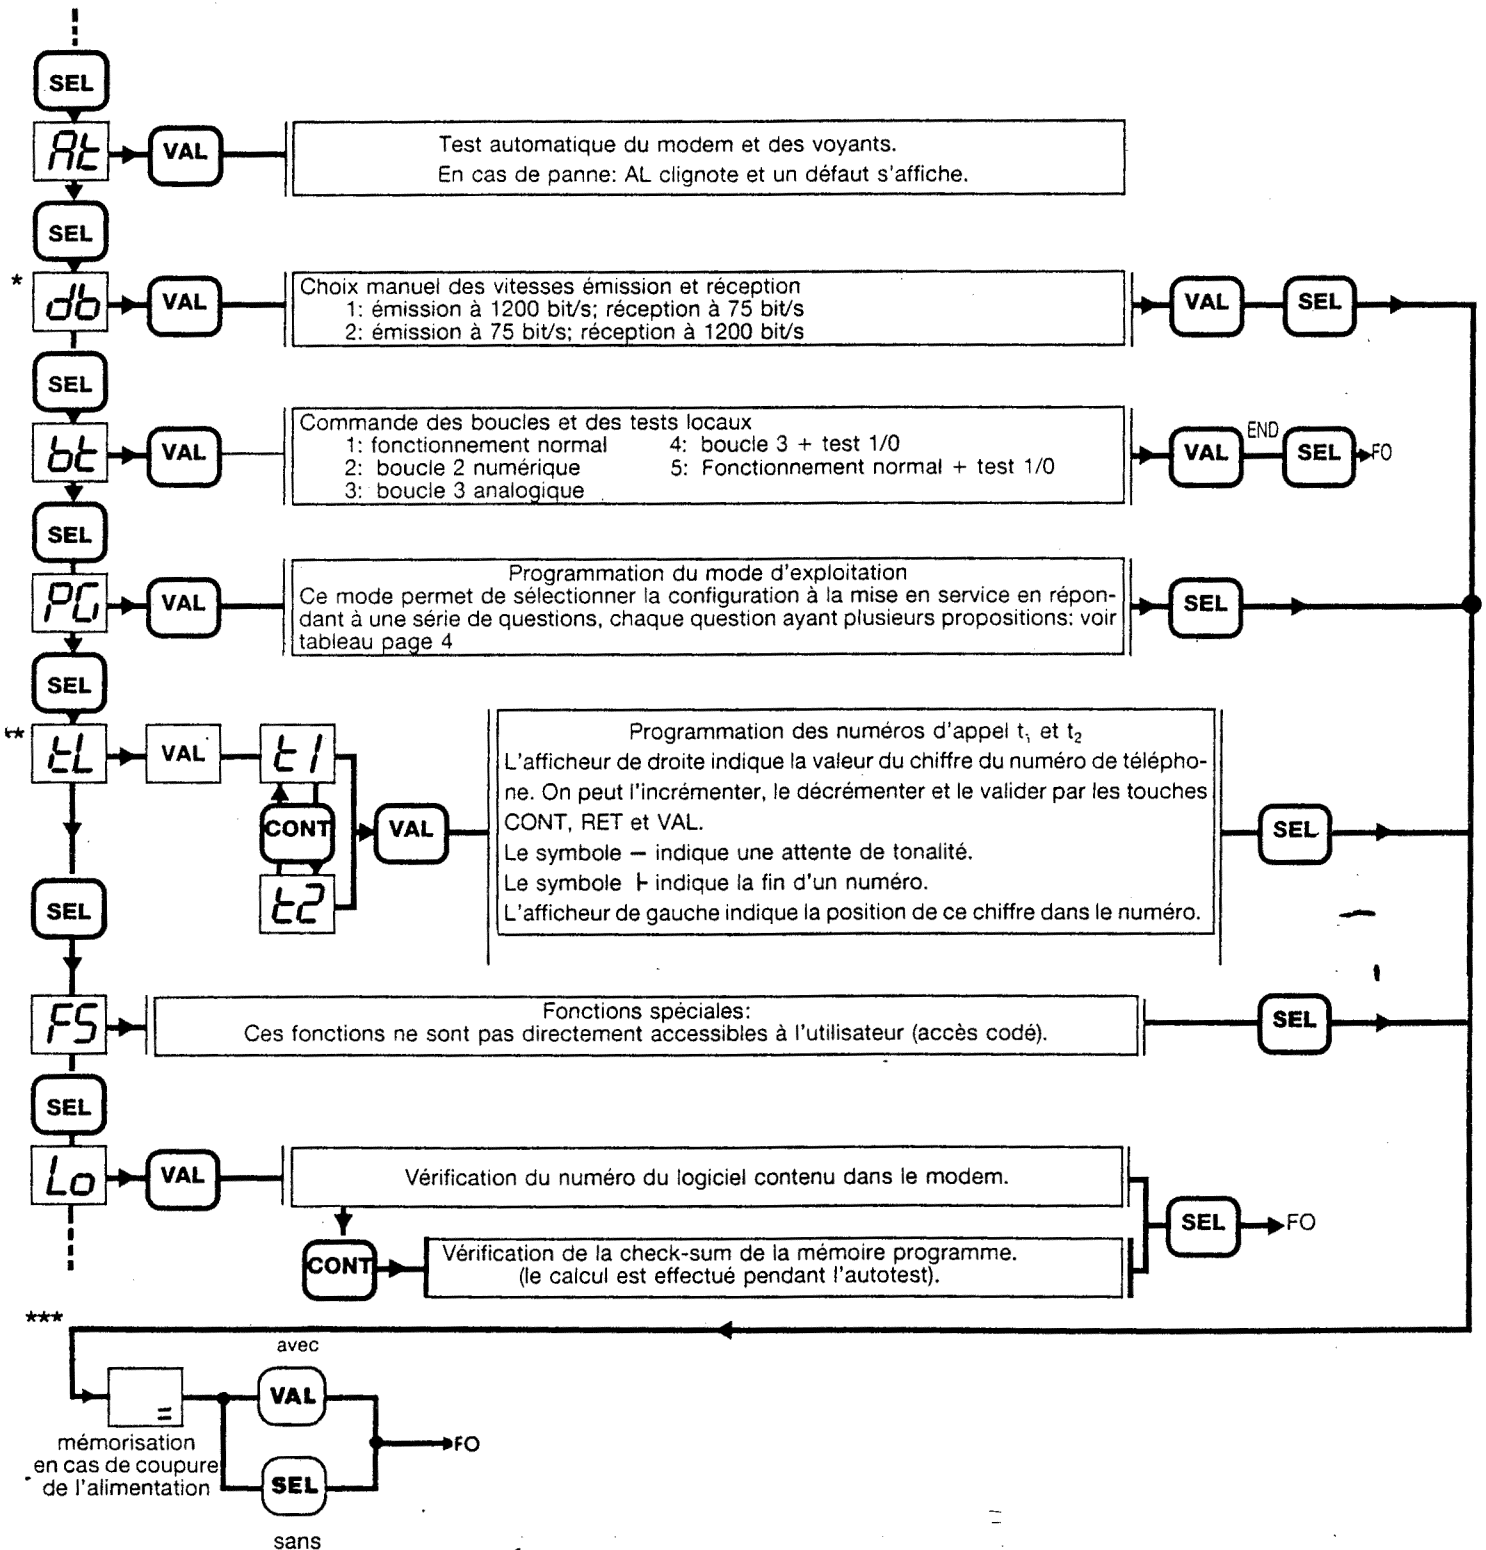 SEL
At
VAL
Test automatique du modem et des voyants.
En cas de panne: AL clignote et un défaut s'affiche.
SEL
*
db
VAL
Choix manuel des vitesses émission et réception
1: émission à 1200 bit/s; réception à 75 bit/s
2: émission à 75 bit/s; réception à 1200 bit/s
VAL
SEL
SEL
bt
VAL
Commande des boucles et des tests locaux
1: fonctionnement normal 4: boucle 3 + test 1/0
2: boucle 2 numérique 5: Fonctionnement normal + test 1/0
3: boucle 3 analogique
VAL
END
SEL
FO
SEL
PG
VAL
Programmation du mode d'exploitation
Ce mode permet de sélectionner la configuration à la mise en service en répon-
dant à une série de questions, chaque question ayant plusieurs propositions: voir
tableau page 4
SEL
SEL
**
tL
VAL
t1
CONT
t2
VAL
Programmation des numéros d'appel t₁ et t₂
L'afficheur de droite indique la valeur du chiffre du numéro de télépho-
ne. On peut l'incrémenter, le décrémenter et le valider par les touches
CONT, RET et VAL.
Le symbole — indique une attente de tonalité.
Le symbole ⊦ indique la fin d'un numéro.
L'afficheur de gauche indique la position de ce chiffre dans le numéro.
SEL
SEL
FS
Fonctions spéciales:
Ces fonctions ne sont pas directement accessibles à l'utilisateur (accès codé).
SEL
SEL
Lo
VAL
Vérification du numéro du logiciel contenu dans le modem.
CONT
Vérification de la check-sum de la mémoire programme.
(le calcul est effectué pendant l'autotest).
SEL
FO
***
=
mémorisation
en cas de coupure
de l'alimentation
avec
VAL
SEL
sans
FO